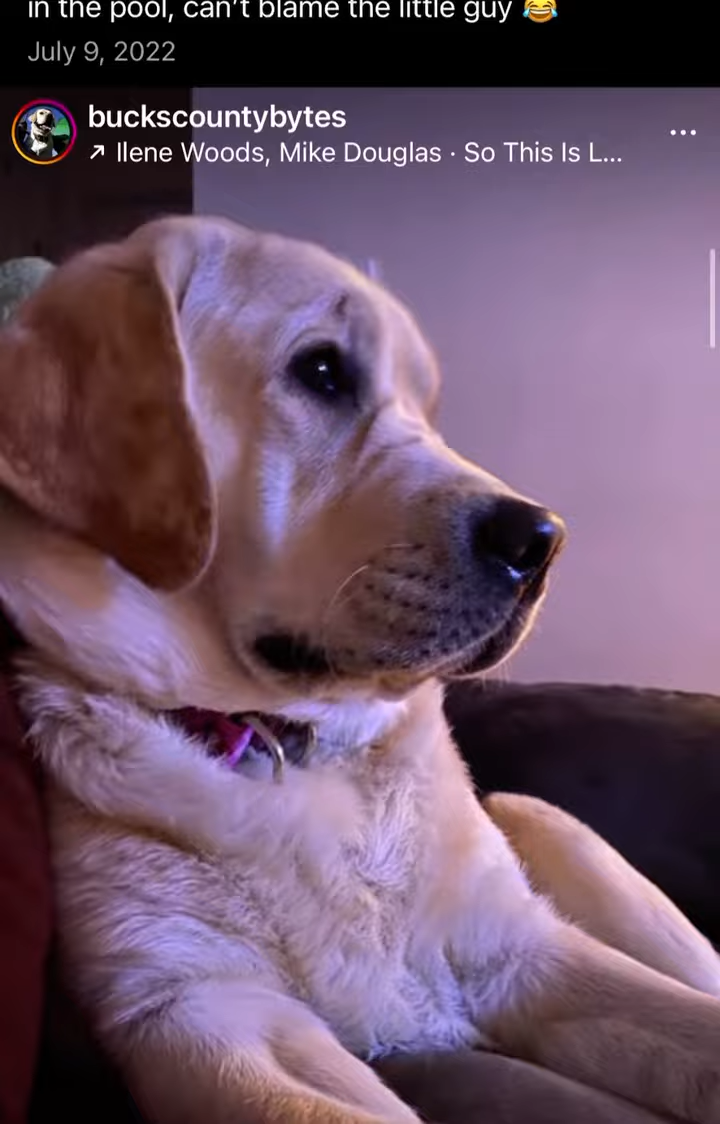 in the pool, can't blame the little guy 😂
July 9, 2022
buckscountybytes
↗ Ilene Woods, Mike Douglas · So This Is L...